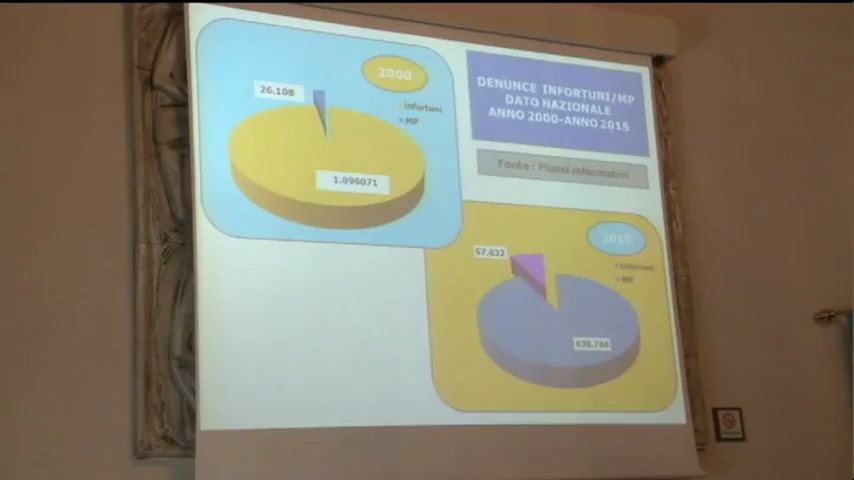 2000
26.108
infortuni
MP
1.096071
DENUNCE INFORTUNI/MP
DATO NAZIONALE
ANNO 2000-ANNO 2015
Fonte : Flussi informativi
2015
57.632
infortuni
MP
636.766